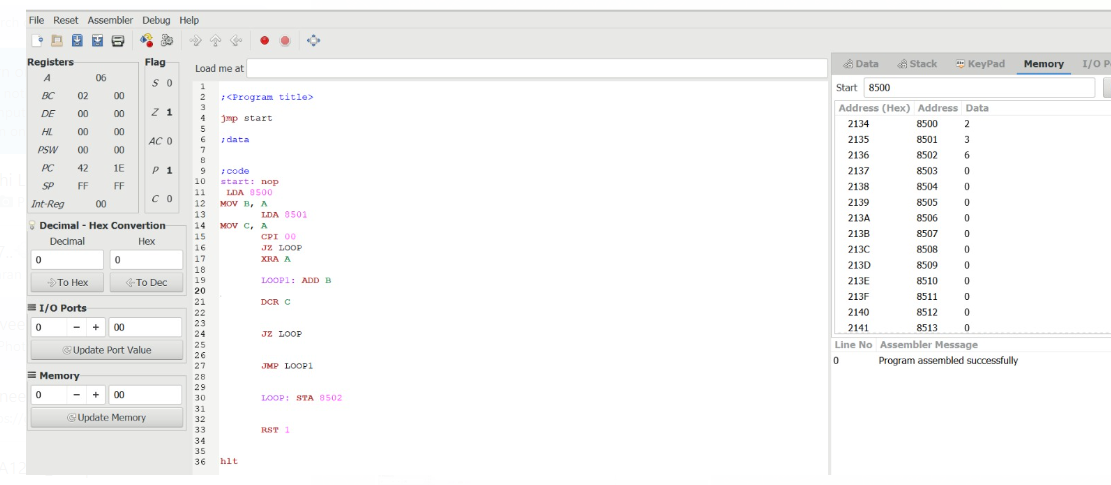 File Reset Assembler Debug Help
Registers
A 06
BC 02 00
DE 00 00
HL 00 00
PSW 00 00
PC 42 1E
SP FF FF
Int-Reg 00
Flag
S 0
Z 1
AC 0
P 1
C 0
Decimal - Hex Convertion
Decimal Hex
0 0
To Hex To Dec
I/O Ports
0 − + 00
Update Port Value
Memory
0 − + 00
Update Memory
Load me at
1
2 ;<Program title>
3
4 jmp start
5
6 ;data
7
8
9 ;code
10 start: nop
11 LDA 8500
12 MOV B, A
13 LDA 8501
14 MOV C, A
15 CPI 00
16 JZ LOOP
17 XRA A
18
19 LOOP1: ADD B
20
21 DCR C
22
23
24 JZ LOOP
25
26
27 JMP LOOP1
28
29
30 LOOP: STA 8502
31
32
33 RST 1
34
35
36 hlt
Data Stack KeyPad Memory I/O P
Start 8500
Address (Hex) Address Data
2134 8500 2
2135 8501 3
2136 8502 6
2137 8503 0
2138 8504 0
2139 8505 0
213A 8506 0
213B 8507 0
213C 8508 0
213D 8509 0
213E 8510 0
213F 8511 0
2140 8512 0
2141 8513 0
Line No Assembler Message
0 Program assembled successfully